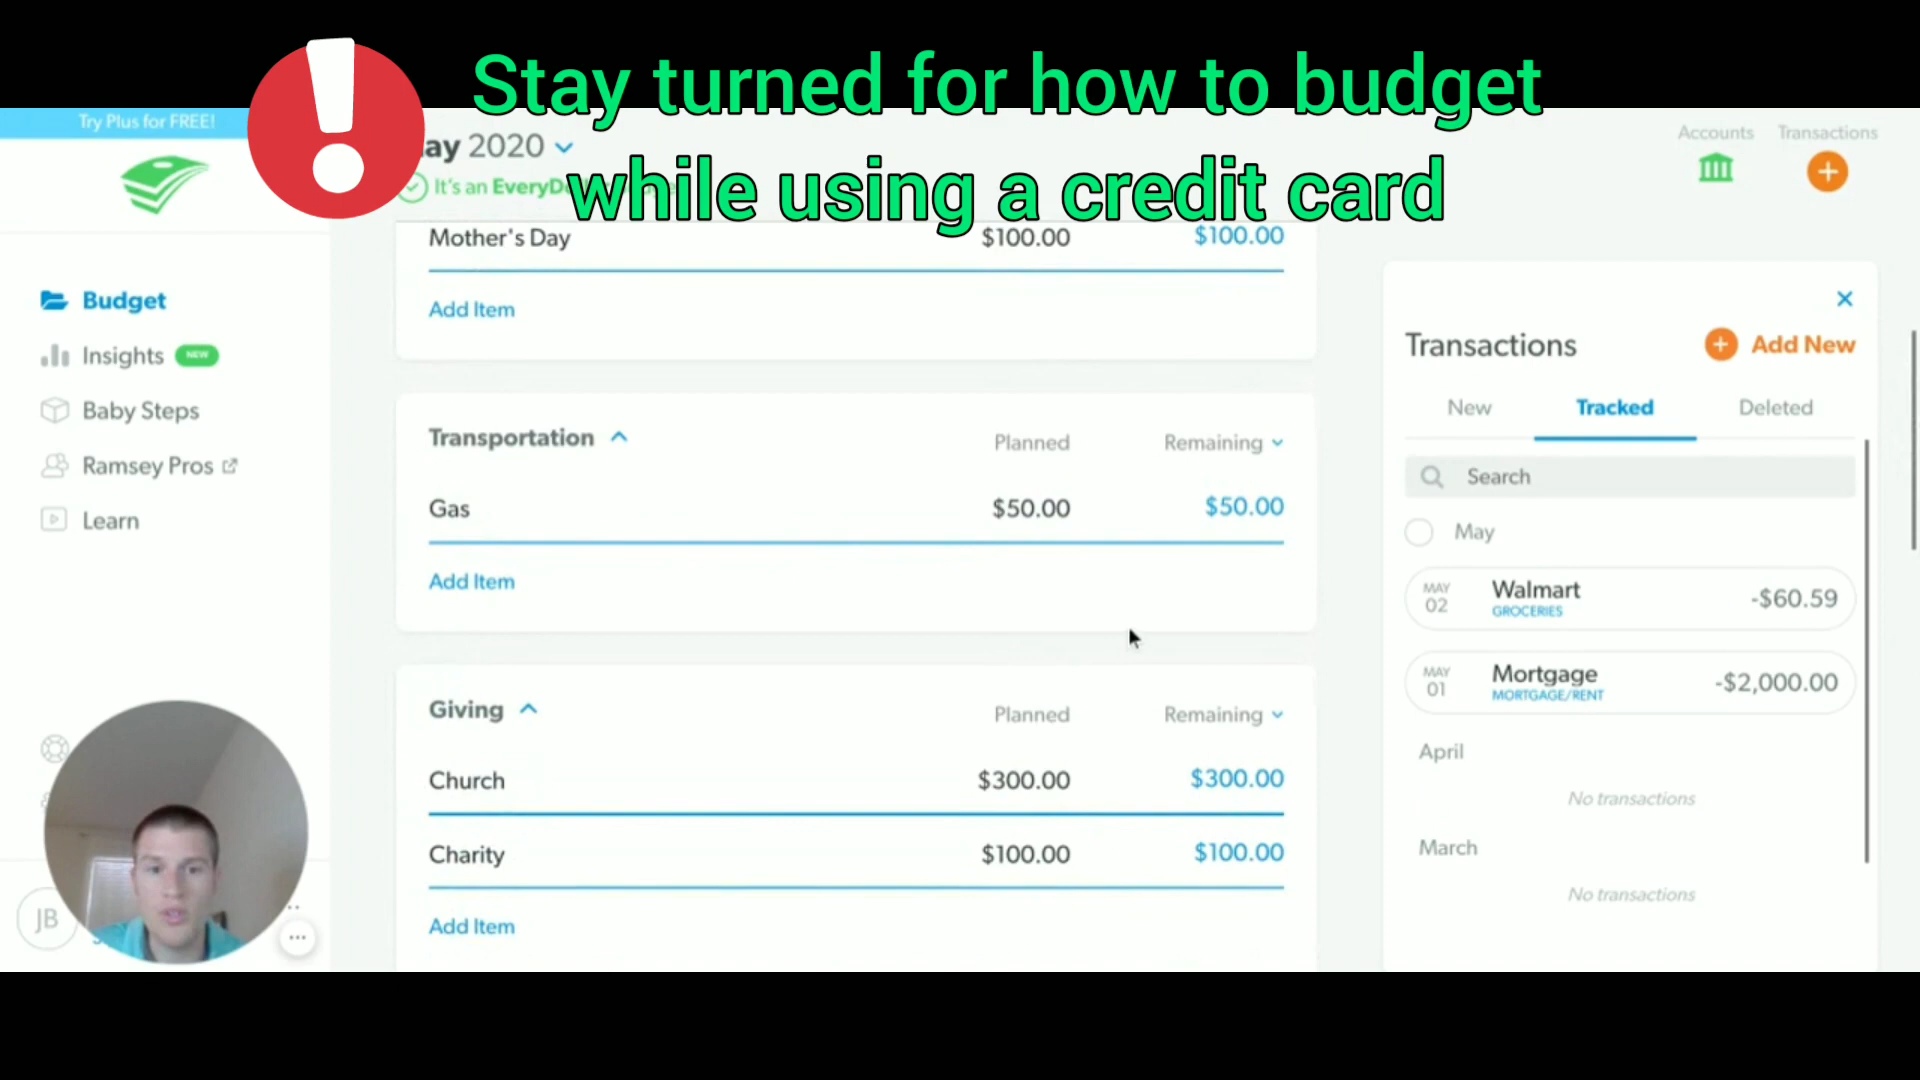 Stay turned for how to budget
while using a credit card
Try Plus for FREE!
ay 2020
It's an EveryD
Accounts
Transactions
Budget
Insights NEW
Baby Steps
Ramsey Pros
Learn
JB
Mother's Day $100.00 $100.00
Add Item
Transportation Planned Remaining
Gas $50.00 $50.00
Add Item
Giving Planned Remaining
Church $300.00 $300.00
Charity $100.00 $100.00
Add Item
Transactions Add New
New Tracked Deleted
Search
May
MAY 02 Walmart -$60.59
GROCERIES
MAY 01 Mortgage -$2,000.00
MORTGAGE/RENT
April
No transactions
March
No transactions